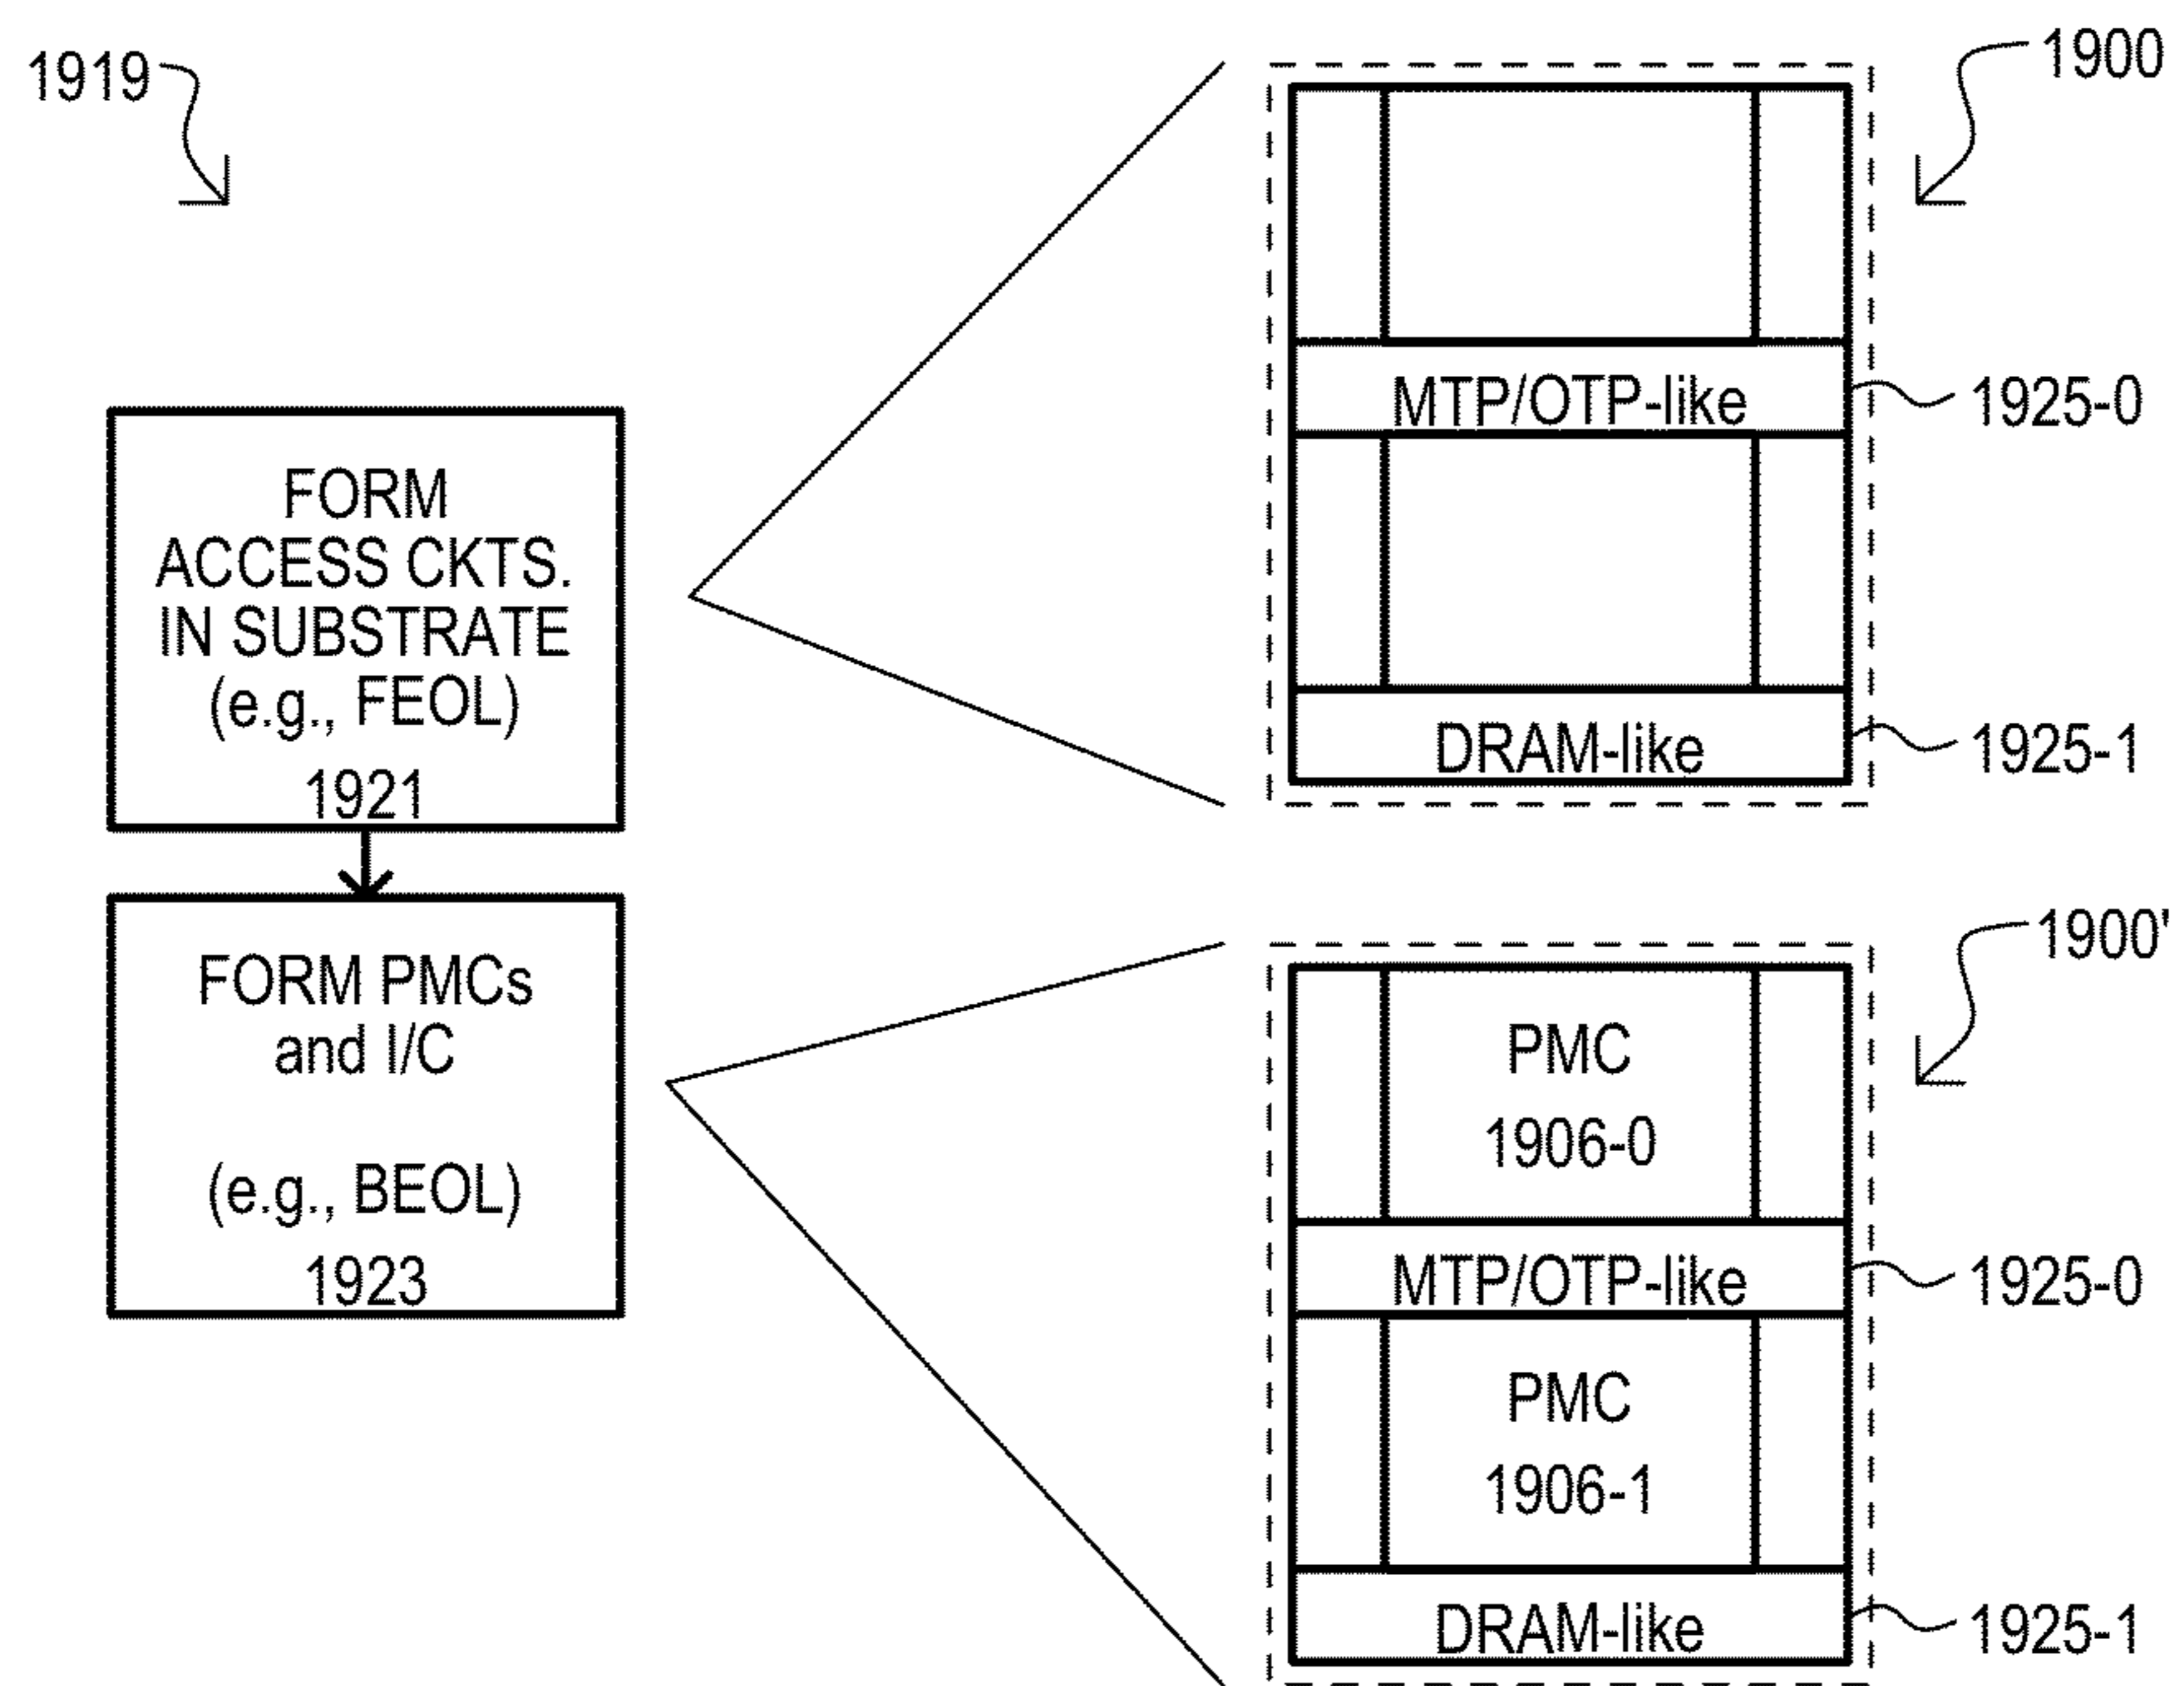 1919
1900
MTP/OTP-like
1925-0
DRAM-like
1925-1
FORM
ACCESS CKTS.
IN SUBSTRATE
(e.g., FEOL)
1921
FORM PMCs
and I/C
(e.g., BEOL)
1923
1900'
PMC
1906-0
MTP/OTP-like
1925-0
PMC
1906-1
DRAM-like
1925-1